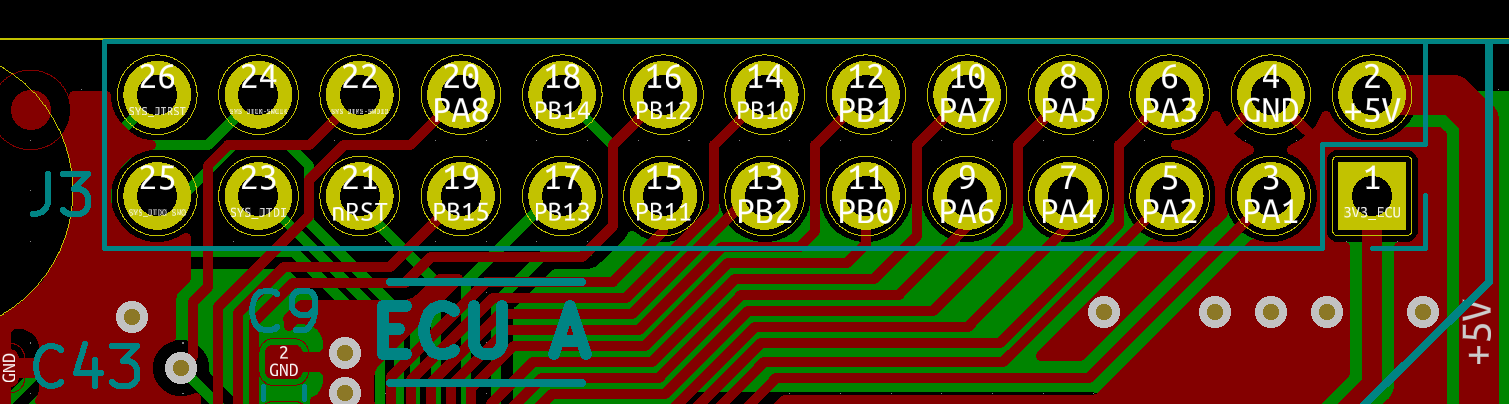 26 24 22 20 18 16 14 12 10 8 6 4 2
SYS_JTRST PA8 PB14 PB12 PB10 PB1 PA7 PA5 PA3 GND +5V
25 23 21 19 17 15 13 11 9 7 5 3 1
SYS_JTDI nRST PB15 PB13 PB11 PB2 PB0 PA6 PA4 PA2 PA1 3V3_ECU
J3
C9
ECU A
+5V
C43
GND
2
GND